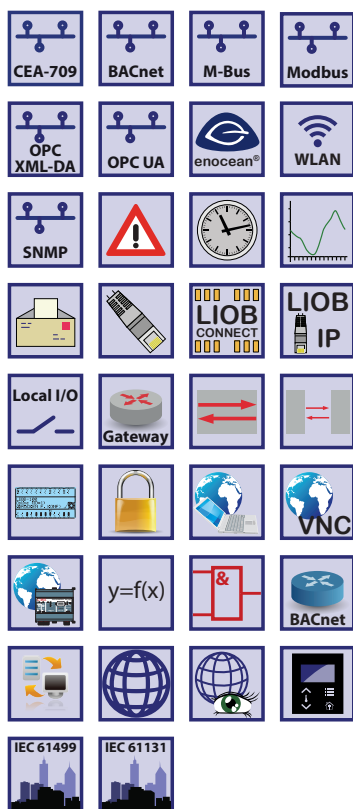 CEA-709
BACnet
M-Bus
Modbus
OPC
XML-DA
OPC UA
enocean®
WLAN
SNMP
LIOB
CONNECT
LIOB
IP
Local I/O
Gateway
VNC
y=f(x)
&
BACnet
IEC 61499
IEC 61131